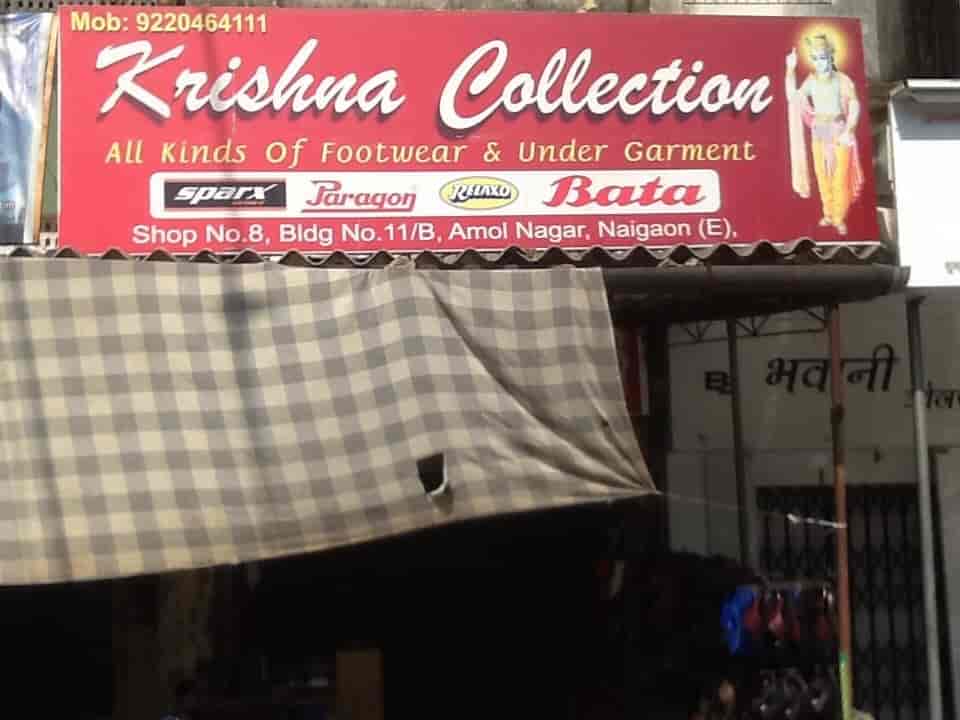 Mob: 9220464111
Krishna Collection
All Kinds Of Footwear & Under Garment
sparx Paragon RELAXO Bata
Shop No.8, Bldg No.11/B, Amol Nagar, Naigaon (E),
भवानी